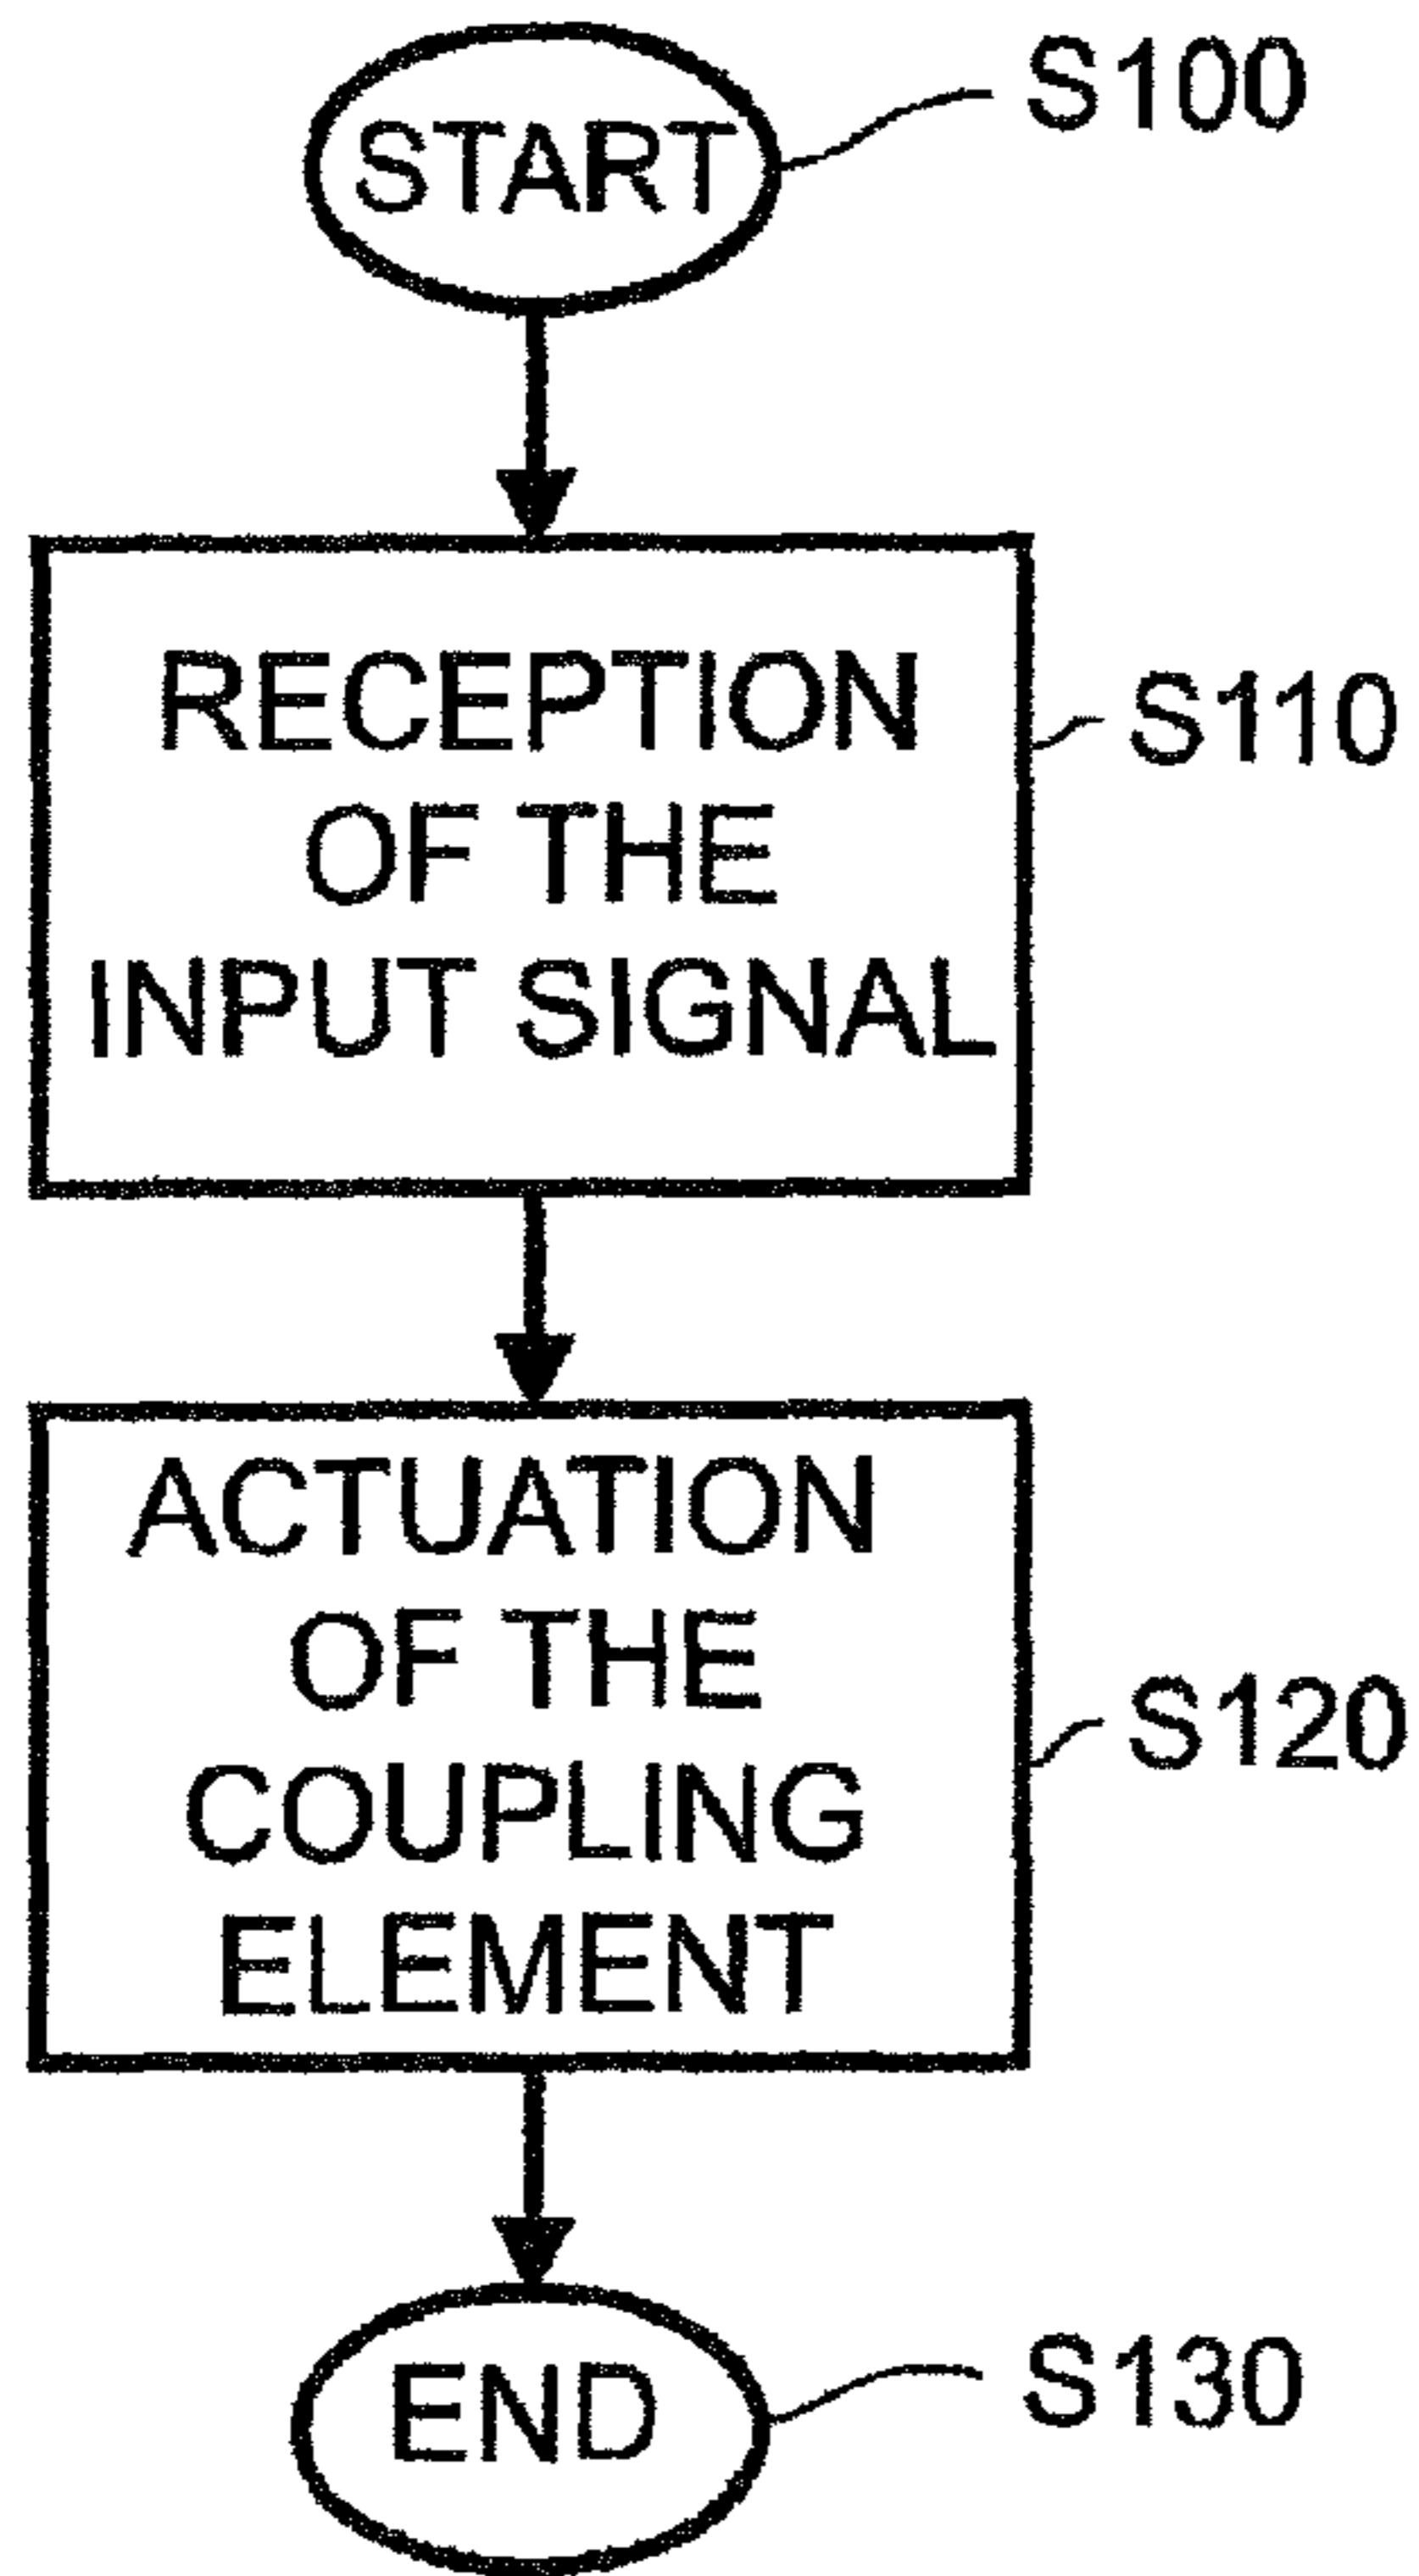 START
S100
RECEPTION
OF THE
INPUT SIGNAL
S110
ACTUATION
OF THE
COUPLING
ELEMENT
S120
END
S130